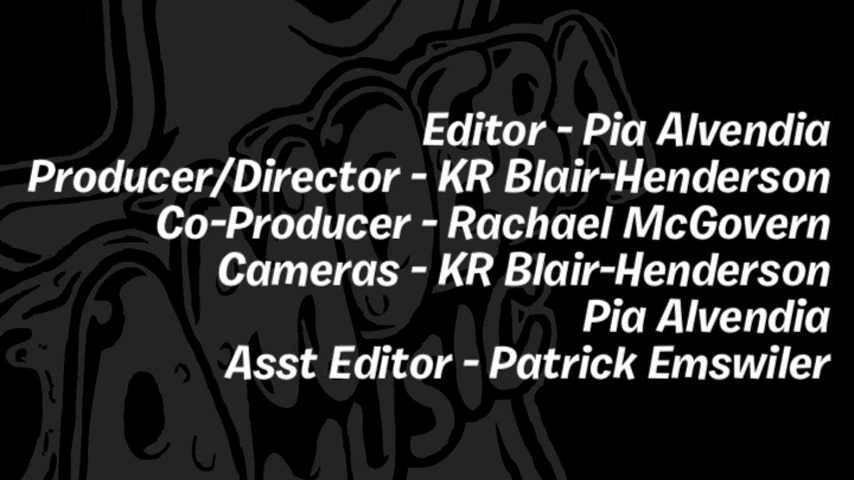 Editor - Pia Alvendia
Producer/Director - KR Blair-Henderson
Co-Producer - Rachael McGovern
Cameras - KR Blair-Henderson
Pia Alvendia
Asst Editor - Patrick Emswiler
MUSIC